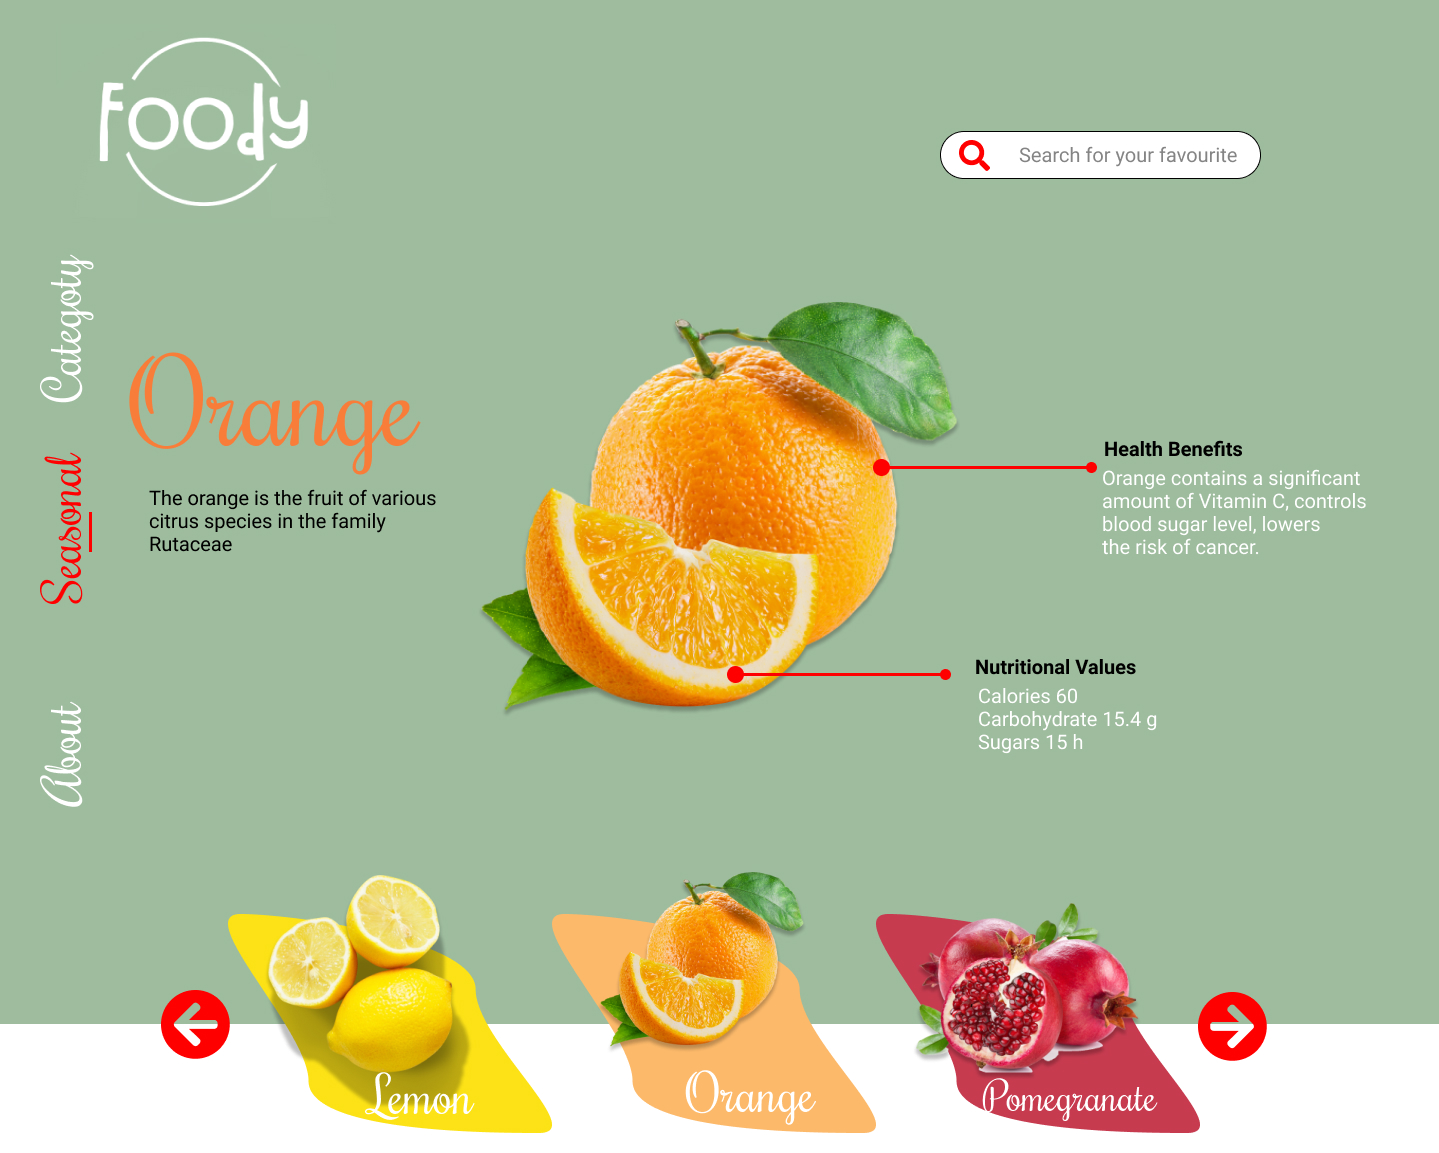 Foody
Search for your favourite
Categoty
Seasonal
About
Orange
The orange is the fruit of various
citrus species in the family
Rutaceae
Health Benefits
Orange contains a significant
amount of Vitamin C, controls
blood sugar level, lowers
the risk of cancer.
Nutritional Values
Calories 60
Carbohydrate 15.4 g
Sugars 15 h
Lemon
Orange
Pomegranate